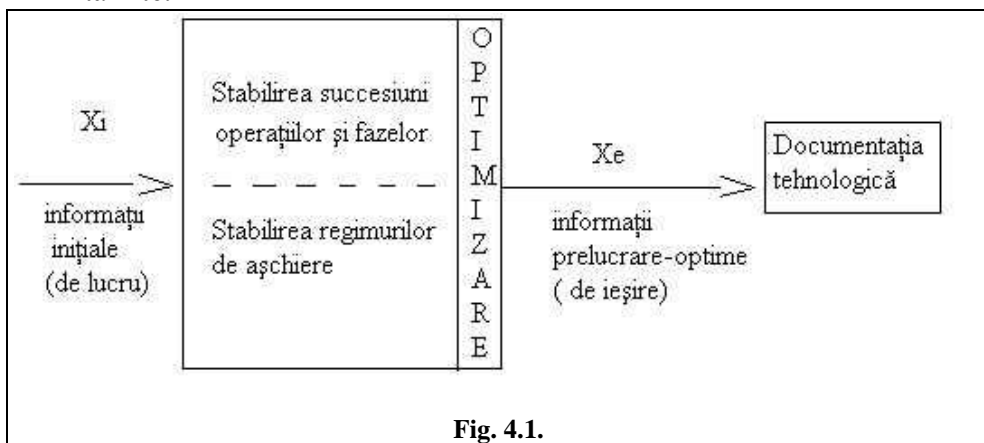 Xi
informații
inițiale
(de lucru)
Stabilirea succesiuni
operațiilor și fazelor
Stabilirea regimurilor
de așchiere
OPTIMIZARE
Xe
informații
prelucrare-optime
( de ieșire)
Documentația
tehnologică
Fig. 4.1.